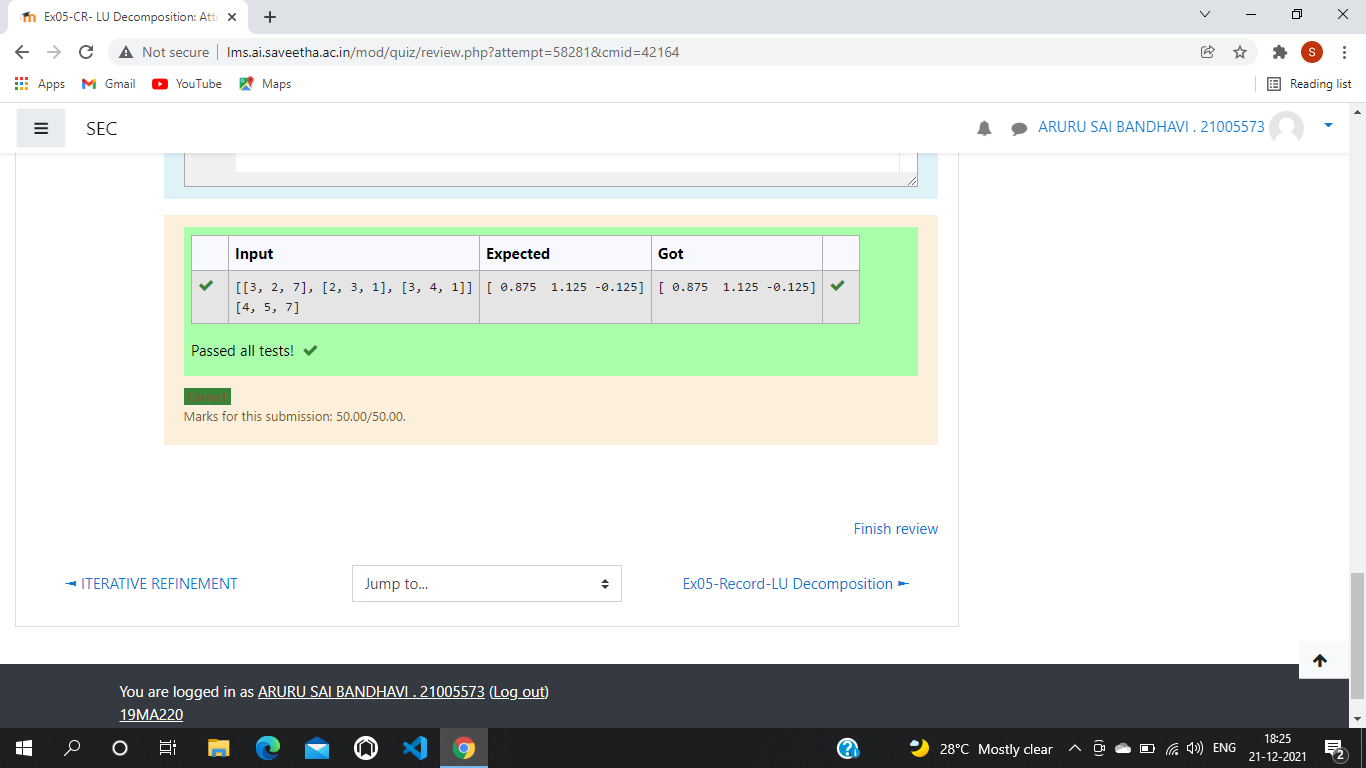 Ex05-CR- LU Decomposition: Atte
Not secure
lms.ai.saveetha.ac.in/mod/quiz/review.php?attempt=58281&cmid=42164
S
Apps
Gmail
YouTube
Maps
Reading list
SEC
ARURU SAI BANDHAVI . 21005573
Input Expected Got
[[3, 2, 7], [2, 3, 1], [3, 4, 1]] [ 0.875  1.125 -0.125] [ 0.875  1.125 -0.125]
[4, 5, 7]
Passed all tests!
Correct
Marks for this submission: 50.00/50.00.
Finish review
◄ ITERATIVE REFINEMENT
Jump to...
Ex05-Record-LU Decomposition ►
You are logged in as ARURU SAI BANDHAVI . 21005573 (Log out)
19MA220
28°C Mostly clear
ENG
18:25
21-12-2021
2